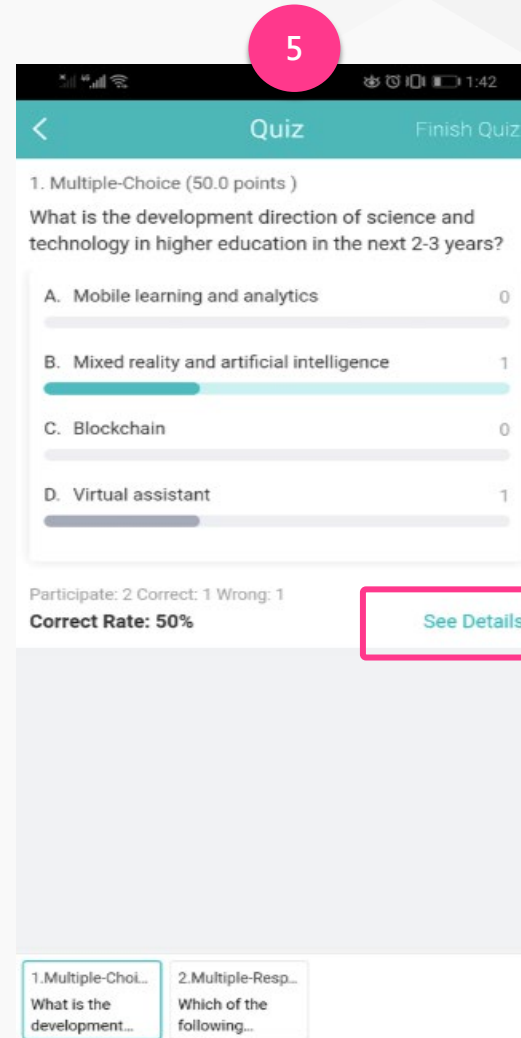 5
4G 1:42
Quiz Finish Quiz
1. Multiple-Choice (50.0 points )
What is the development direction of science and
technology in higher education in the next 2-3 years?
A. Mobile learning and analytics 0
B. Mixed reality and artificial intelligence 1
C. Blockchain 0
D. Virtual assistant 1
Participate: 2 Correct: 1 Wrong: 1
Correct Rate: 50% See Details
1.Multiple-Choi...
What is the
development...
2.Multiple-Resp...
Which of the
following...